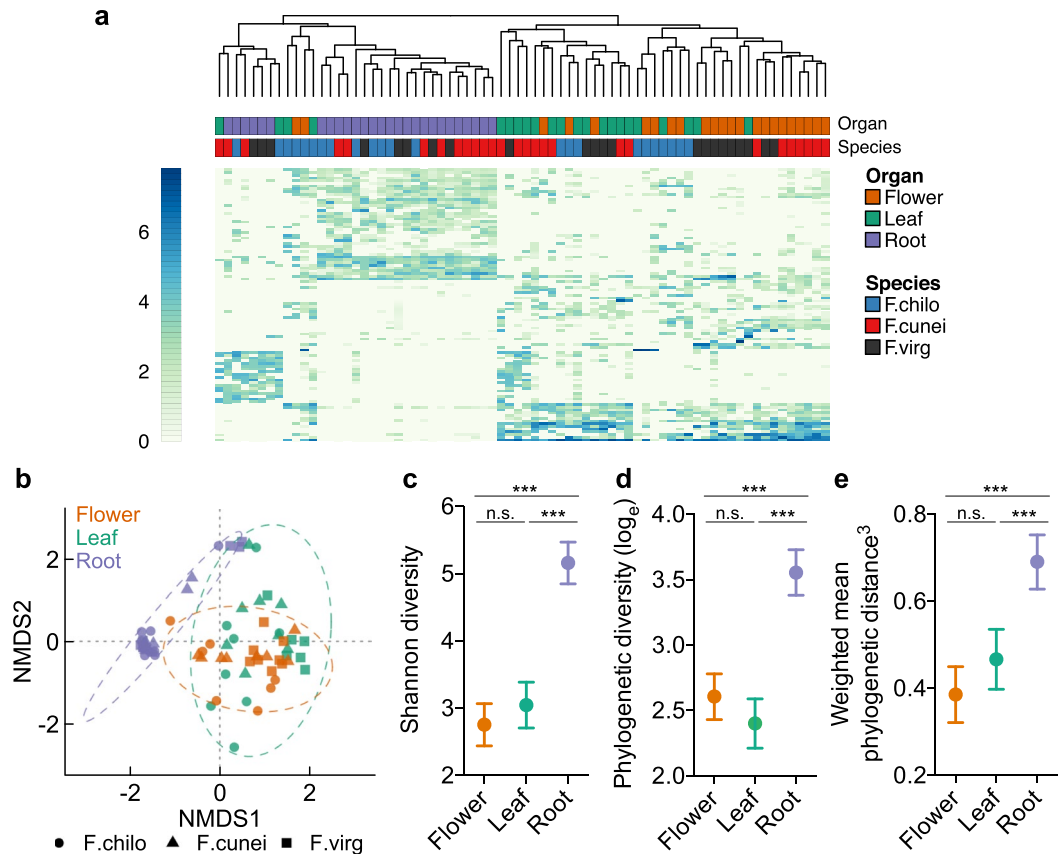 a
Organ
Species
6
4
2
0
Organ
Flower
Leaf
Root
Species
F.chilo
F.cunei
F.virg
b
Flower
Leaf
Root
NMDS2
2
0
-2
-2
0
2
NMDS1
F.chilo
F.cunei
F.virg
c
Shannon diversity
6
5
4
3
2
***
n.s.
***
Flower
Leaf
Root
d
Phylogenetic diversity (logₑ)
4.0
3.5
3.0
2.5
2.0
***
n.s.
***
Flower
Leaf
Root
e
Weighted mean
phylogenetic distance³
0.8
0.6
0.4
0.2
***
n.s.
***
Flower
Leaf
Root